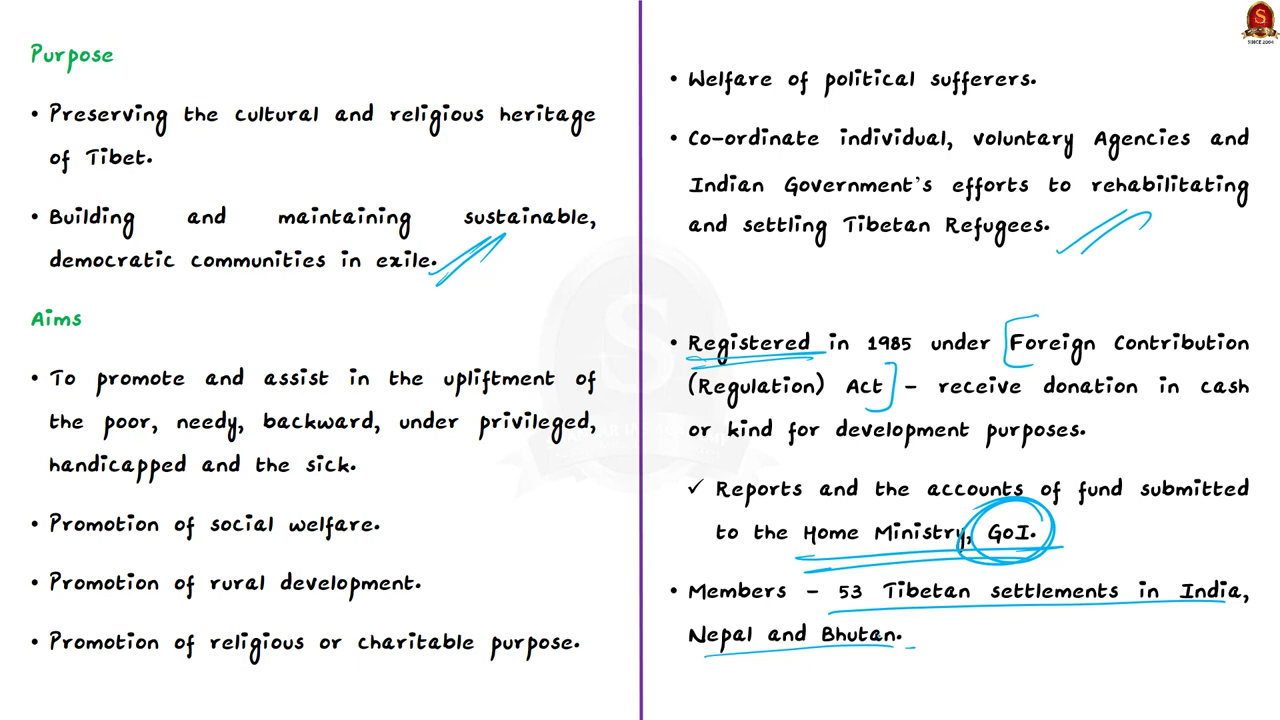 Purpose
• Preserving the cultural and religious heritage
of Tibet.
• Building and maintaining sustainable,
democratic communities in exile.
Aims
• To promote and assist in the upliftment of
the poor, needy, backward, under privileged,
handicapped and the sick.
• Promotion of social welfare.
• Promotion of rural development.
• Promotion of religious or charitable purpose.
• Welfare of political sufferers.
• Co-ordinate individual, voluntary Agencies and
Indian Government's efforts to rehabilitating
and settling Tibetan Refugees.
• Registered in 1985 under Foreign Contribution
(Regulation) Act – receive donation in cash
or kind for development purposes.
✓ Reports and the accounts of fund submitted
to the Home Ministry, GoI.
• Members – 53 Tibetan settlements in India,
Nepal and Bhutan.
S
SINCE 2004